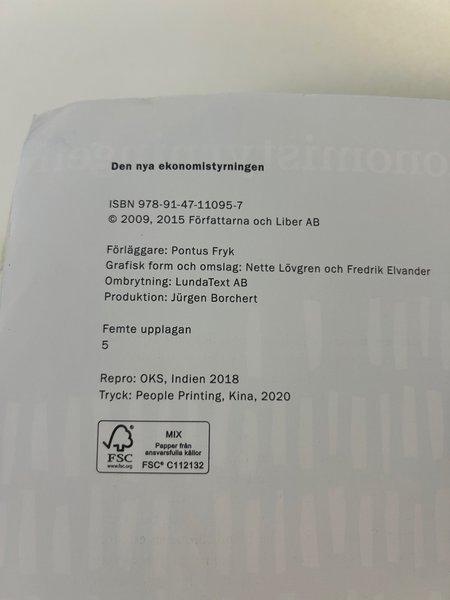 Den nya ekonomistyrningen
ISBN 978-91-47-11095-7
© 2009, 2015 Författarna och Liber AB
Förläggare: Pontus Fryk
Grafisk form och omslag: Nette Lövgren och Fredrik Elvander
Ombrytning: LundaText AB
Produktion: Jürgen Borchert
Femte upplagan
5
Repro: OKS, Indien 2018
Tryck: People Printing, Kina, 2020
FSC
www.fsc.org
MIX
Papper från
ansvarsfulla källor
FSC® C112132